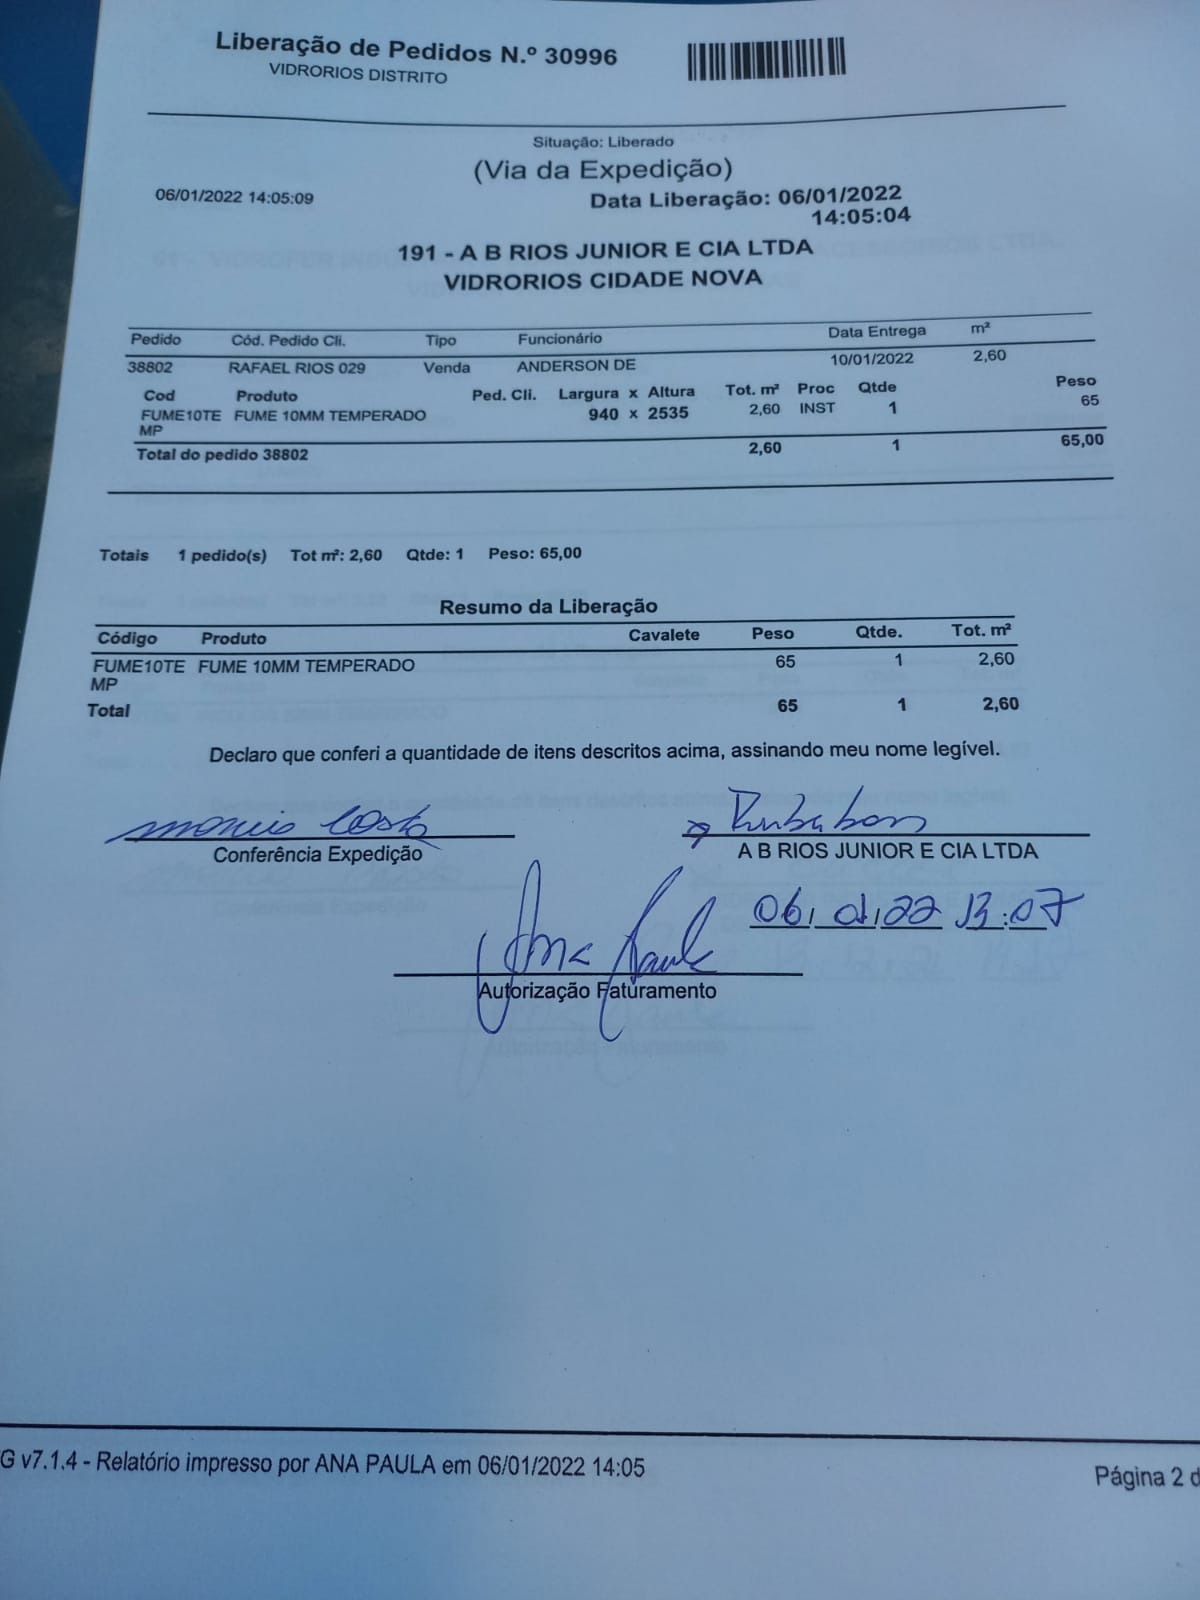 Liberação de Pedidos N.º 30996
VIDRORIOS DISTRITO
Situação: Liberado
(Via da Expedição)
06/01/2022 14:05:09
Data Liberação: 06/01/2022
14:05:04
191 - A B RIOS JUNIOR E CIA LTDA
VIDRORIOS CIDADE NOVA
Pedido Cód. Pedido Cli. Tipo Funcionário Data Entrega m²
38802 RAFAEL RIOS 029 Venda ANDERSON DE 10/01/2022 2,60
Cod Produto Ped. Cli. Largura x Altura Tot. m² Proc Qtde Peso
FUME10TE FUME 10MM TEMPERADO 940 x 2535 2,60 INST 1 65
MP
Total do pedido 38802 2,60 1 65,00
Totais 1 pedido(s) Tot m²: 2,60 Qtde: 1 Peso: 65,00
Resumo da Liberação
Código Produto Cavalete Peso Qtde. Tot. m²
FUME10TE FUME 10MM TEMPERADO 65 1 2,60
MP
Total 65 1 2,60
Declaro que conferi a quantidade de itens descritos acima, assinando meu nome legível.
marcio Costa
Conferência Expedição
A B RIOS JUNIOR E CIA LTDA
06/01/22 13:07
Ana Paula
Autorização Faturamento
G v7.1.4 - Relatório impresso por ANA PAULA em 06/01/2022 14:05
Página 2 d